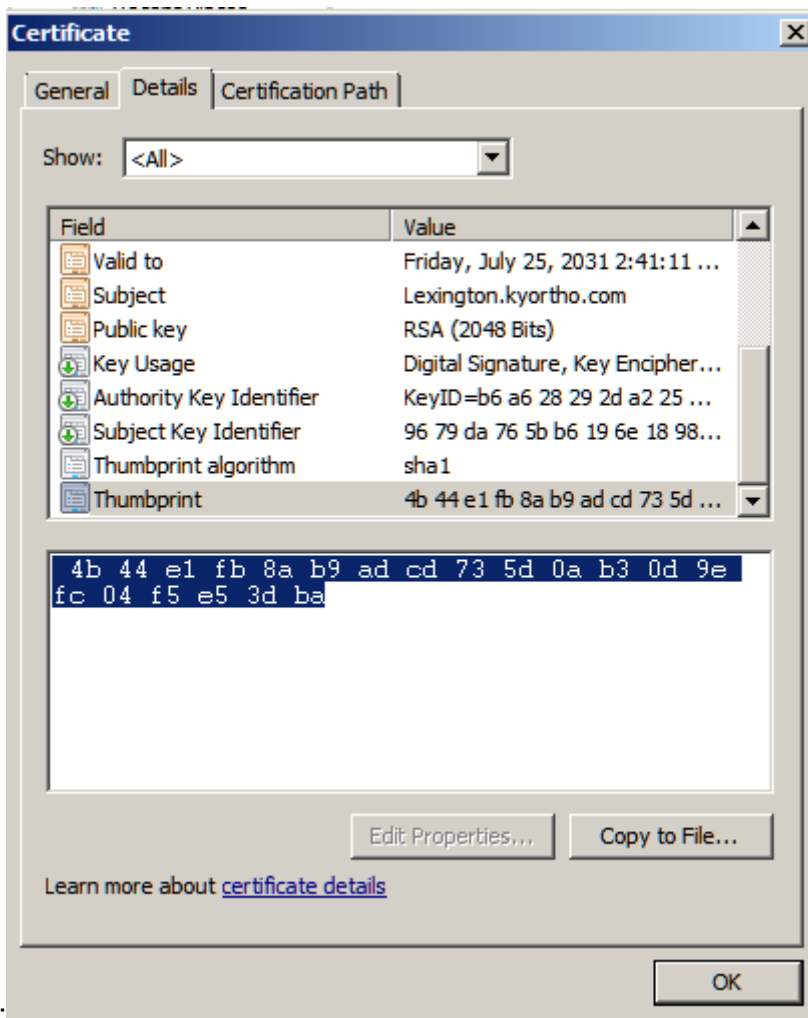 Certificate
General Details Certification Path
Show: <All>
Field Value
Valid to Friday, July 25, 2031 2:41:11 ...
Subject Lexington.kyortho.com
Public key RSA (2048 Bits)
Key Usage Digital Signature, Key Encipher...
Authority Key Identifier KeyID=b6 a6 28 29 2d a2 25 ...
Subject Key Identifier 96 79 da 76 5b b6 19 6e 18 98...
Thumbprint algorithm sha1
Thumbprint 4b 44 e1 fb 8a b9 ad cd 73 5d ...
4b 44 e1 fb 8a b9 ad cd 73 5d 0a b3 0d 9e
fc 04 f5 e5 3d ba
Edit Properties... Copy to File...
Learn more about certificate details
OK
.